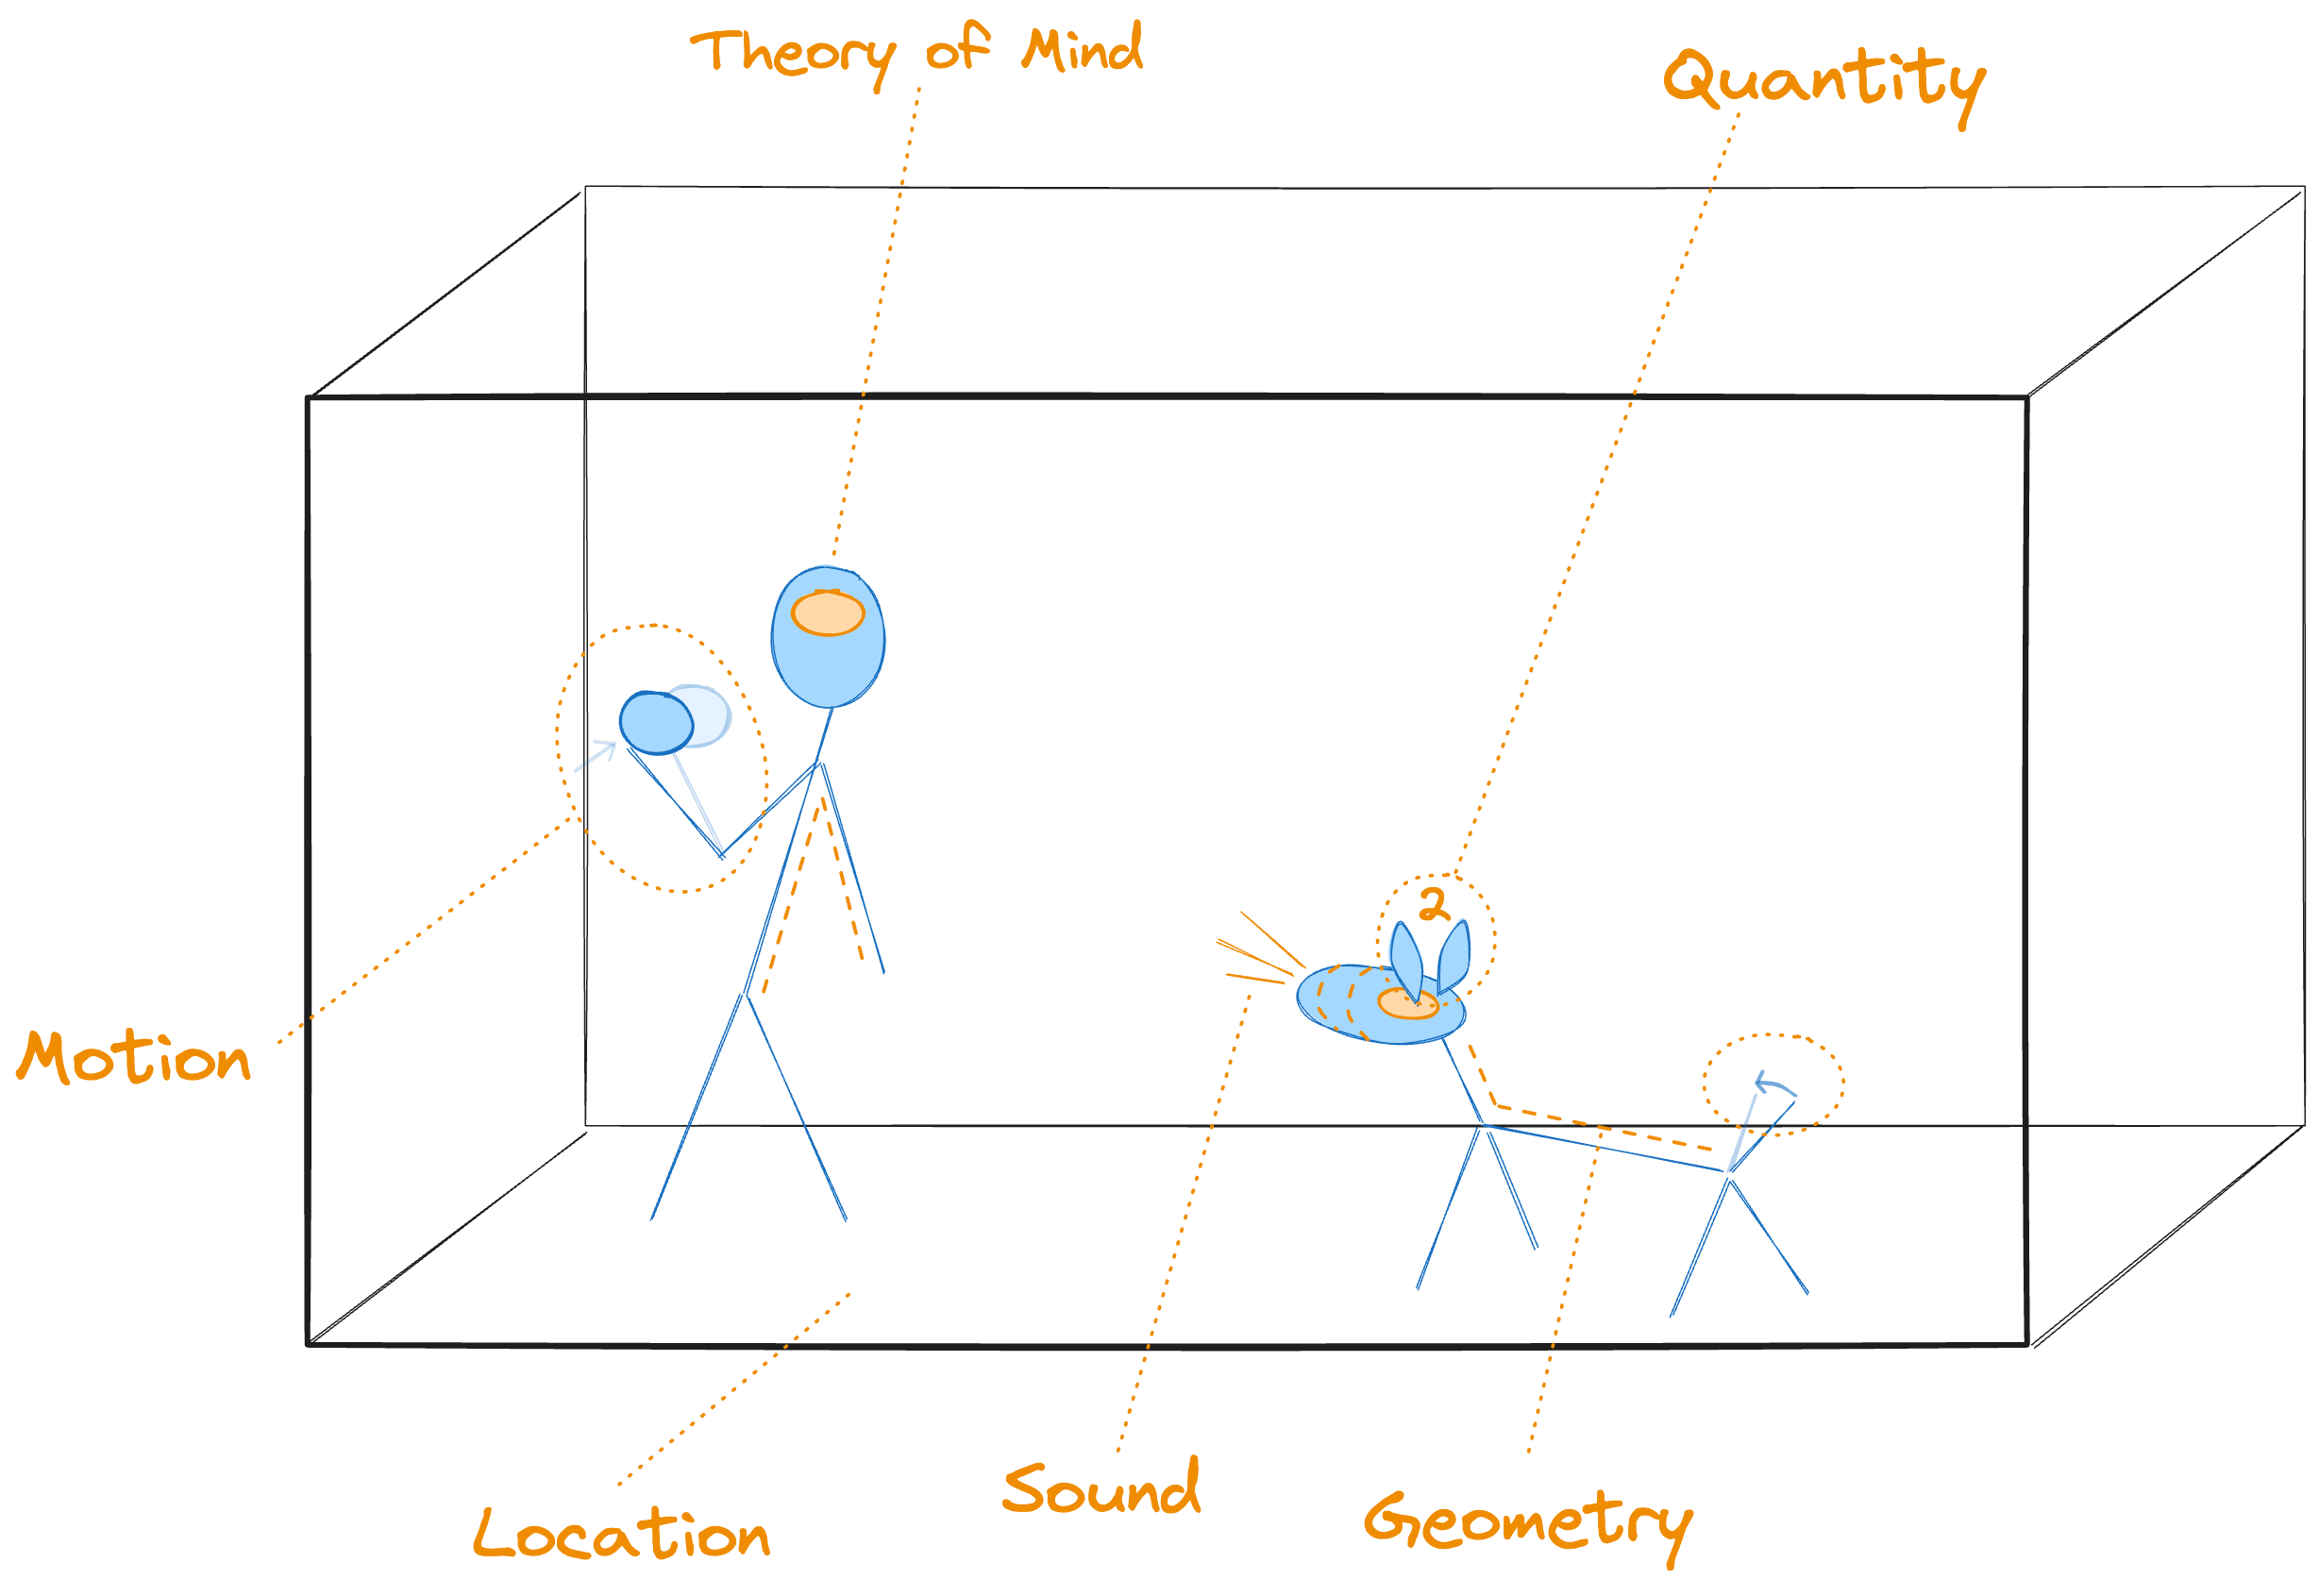 Theory of Mind
Quantity
2
Motion
Location
Sound
Geometry